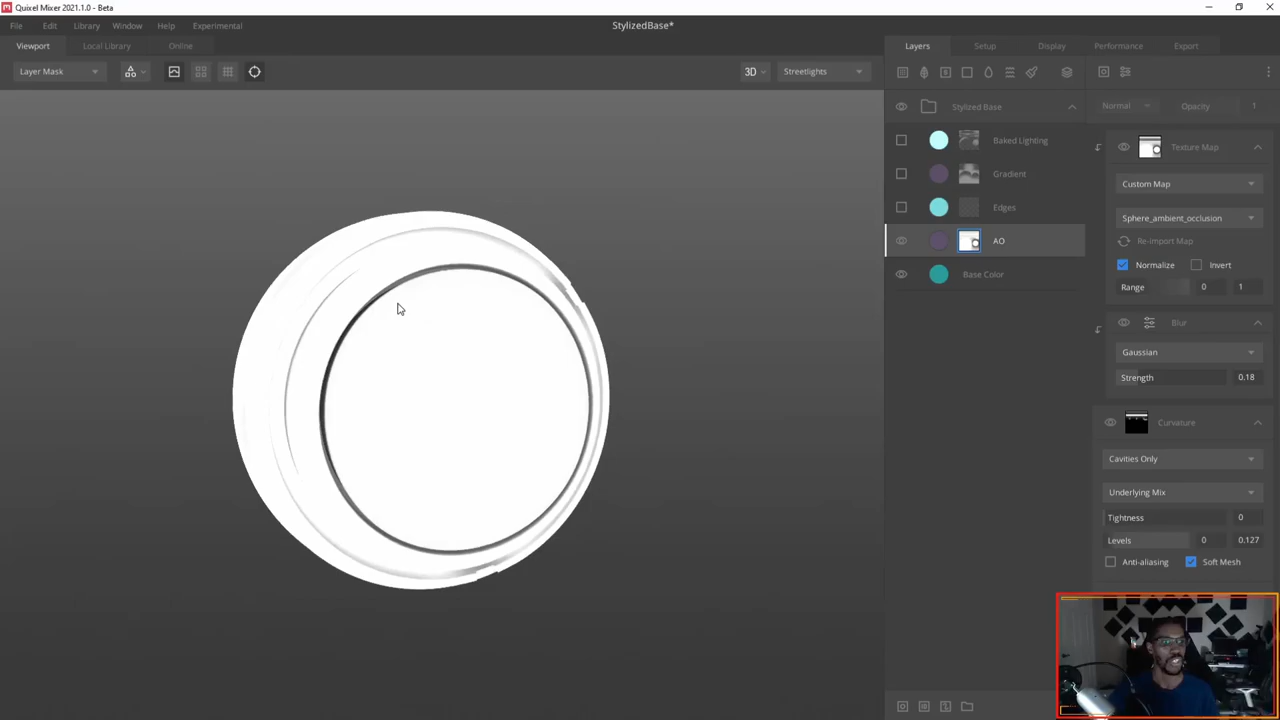 Quixel Mixer 2021.1.0 - Beta
File Edit Library Window Help Experimental
StylizedBase*
Viewport Local Library Online
Layers Setup Display Performance Export
Layer Mask
3D Streetlights
Stylized Base
Normal Opacity 1
Baked Lighting
Texture Map
Gradient
Custom Map
Edges
Sphere_ambient_occlusion
AO
Re-import Map
Normalize Invert
Base Color
Range 0 1
Blur
Gaussian
Strength 0.18
Curvature
Cavities Only
Underlying Mix
Tightness 0
Levels 0 0.127
Anti-aliasing Soft Mesh